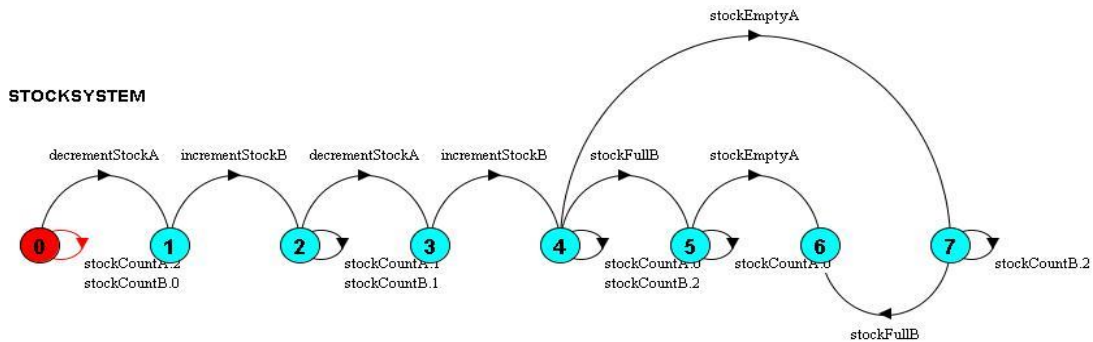 stockEmptyA
STOCKSYSTEM
decrementStockA incrementStockB decrementStockA incrementStockB stockFullB stockEmptyA
0 1 2 3 4 5 6 7
stockCountA.2 stockCountA.1 stockCountA.0 stockCountA.0 stockCountB.2
stockCountB.0 stockCountB.1 stockCountB.2
stockFullB